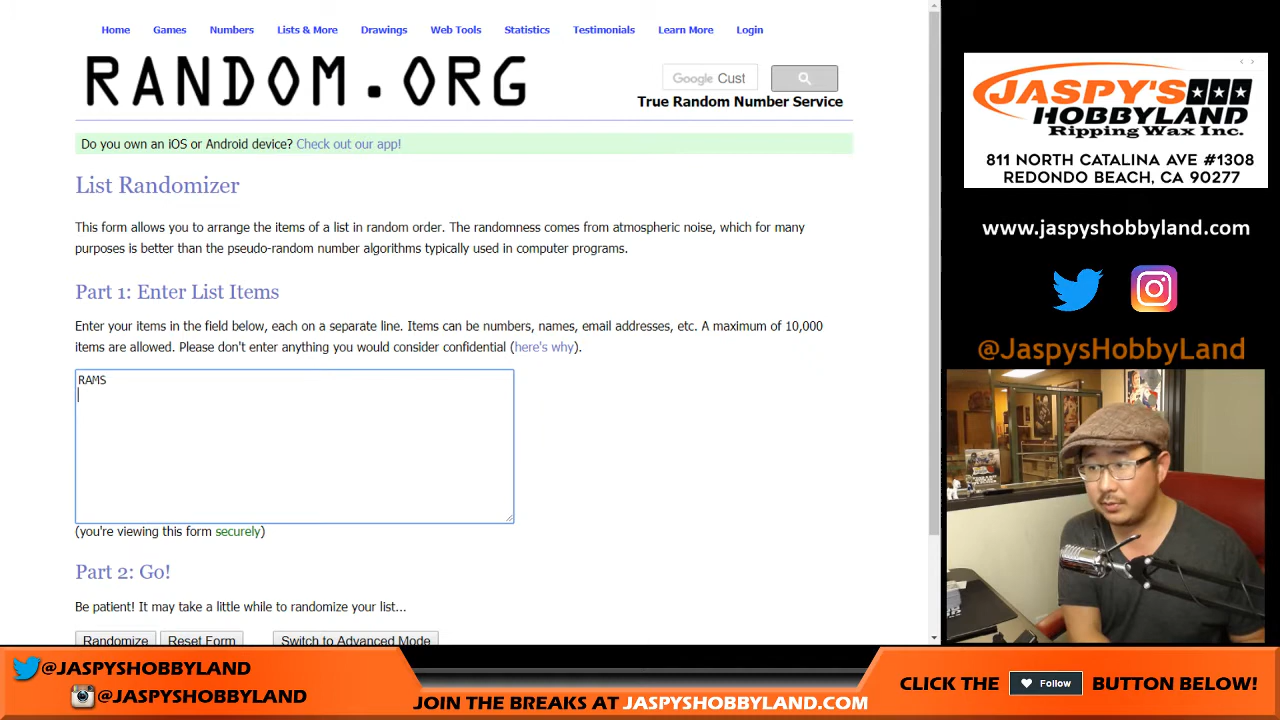 Home Games Numbers Lists & More Drawings Web Tools Statistics Testimonials Learn More Login
RANDOM.ORG
Google Cust
True Random Number Service
Do you own an iOS or Android device? Check out our app!
List Randomizer
This form allows you to arrange the items of a list in random order. The randomness comes from atmospheric noise, which for many
purposes is better than the pseudo-random number algorithms typically used in computer programs.
Part 1: Enter List Items
Enter your items in the field below, each on a separate line. Items can be numbers, names, email addresses, etc. A maximum of 10,000
items are allowed. Please don't enter anything you would consider confidential (here's why).
RAMS
(you're viewing this form securely)
Part 2: Go!
Be patient! It may take a little while to randomize your list...
Randomize Reset Form Switch to Advanced Mode
JASPY'S
HOBBYLAND
Ripping Wax Inc.
811 NORTH CATALINA AVE #1308
REDONDO BEACH, CA 90277
www.jaspyshobbyland.com
@JaspysHobbyLand
@JASPYSHOBBYLAND
@JASPYSHOBBYLAND
JOIN THE BREAKS AT JASPYSHOBBYLAND.COM
CLICK THE Follow BUTTON BELOW!